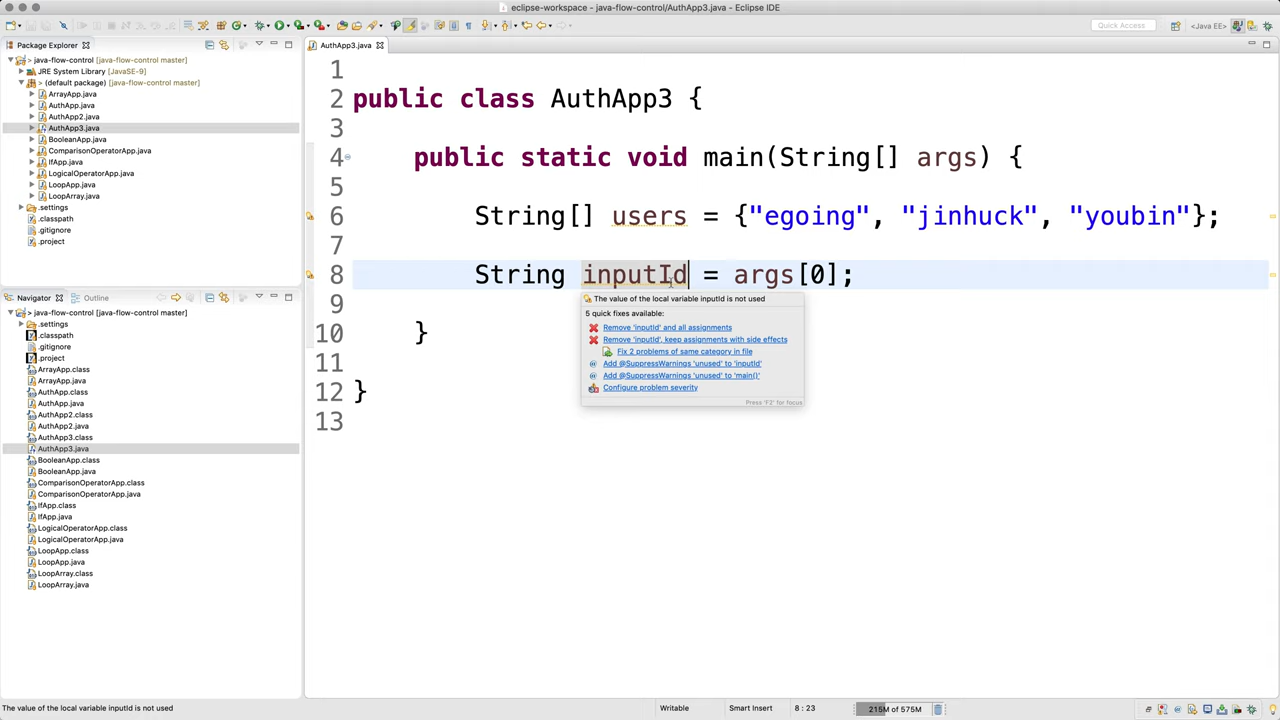 eclipse-workspace - java-flow-control/AuthApp3.java - Eclipse IDE
Quick Access
<Java EE>
Package Explorer
> java-flow-control [java-flow-control master]
JRE System Library [JavaSE-9]
> (default package) [java-flow-control master]
ArrayApp.java
AuthApp.java
AuthApp2.java
AuthApp3.java
BooleanApp.java
ComparisonOperatorApp.java
IfApp.java
LogicalOperatorApp.java
LoopApp.java
LoopArray.java
.settings
.classpath
.gitignore
.project
Navigator
Outline
> java-flow-control [java-flow-control master]
.settings
.classpath
.gitignore
.project
ArrayApp.class
ArrayApp.java
AuthApp.class
AuthApp.java
AuthApp2.class
AuthApp2.java
AuthApp3.class
AuthApp3.java
BooleanApp.class
BooleanApp.java
ComparisonOperatorApp.class
ComparisonOperatorApp.java
IfApp.class
IfApp.java
LogicalOperatorApp.class
LogicalOperatorApp.java
LoopApp.class
LoopApp.java
LoopArray.class
LoopArray.java
AuthApp3.java
1
2 public class AuthApp3 {
3
4 public static void main(String[] args) {
5
6 String[] users = {"egoing", "jinhuck", "youbin"};
7
8 String inputId = args[0];
9
10 }
11
12 }
13
The value of the local variable inputId is not used
5 quick fixes available:
Remove 'inputId' and all assignments
Remove 'inputId', keep assignments with side effects
Fix 2 problems of same category in file
Add @SuppressWarnings 'unused' to 'inputId'
Add @SuppressWarnings 'unused' to 'main()'
Configure problem severity
Press 'F2' for focus
The value of the local variable inputId is not used
Writable
Smart Insert
8 : 23
215M of 575M